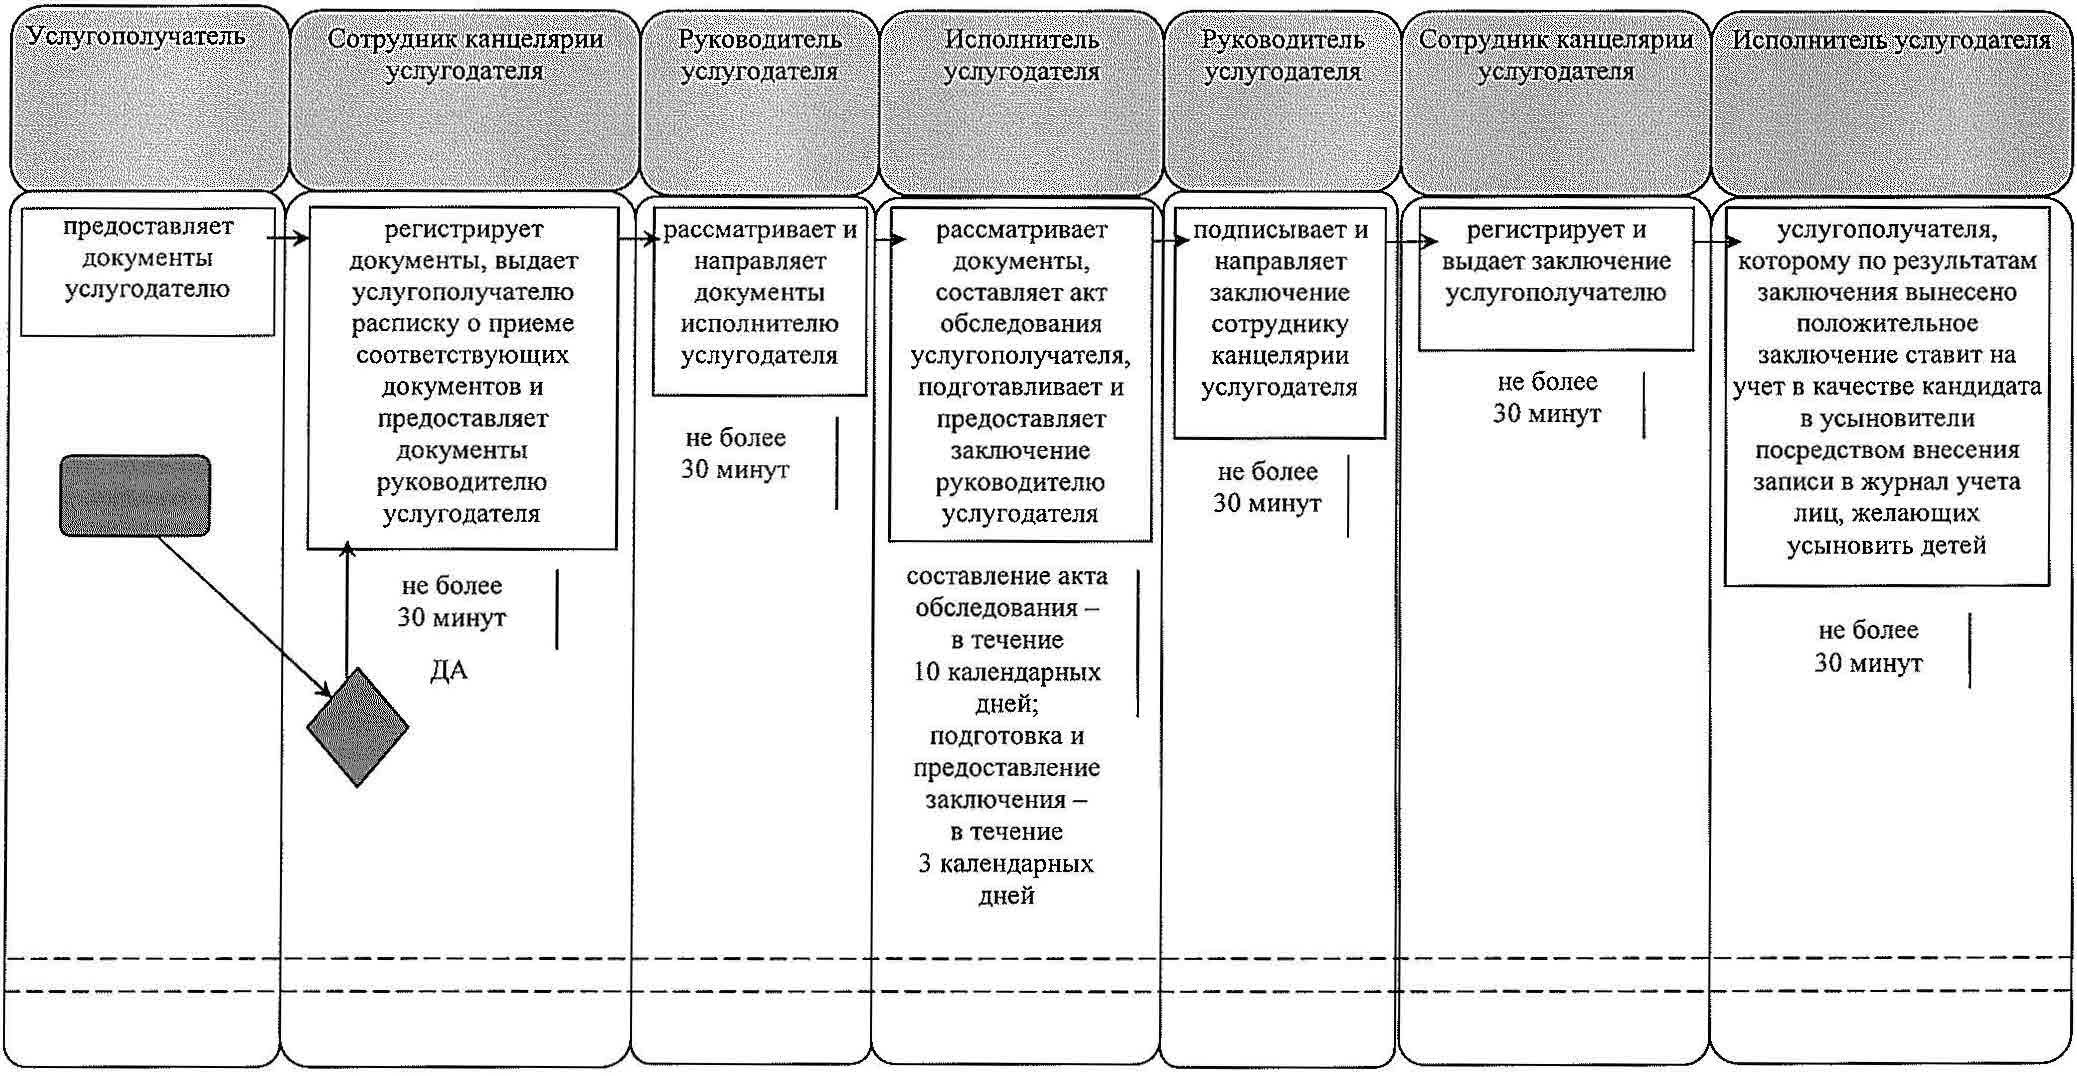 Услугополучатель
Сотрудник канцелярии
услугодателя
Руководитель
услугодателя
Исполнитель
услугодателя
Руководитель
услугодателя
Сотрудник канцелярии
услугодателя
Исполнитель услугодателя
предоставляет
документы
услугодателю
регистрирует
документы, выдает
услугополучателю
расписку о приеме
соответствующих
документов и
предоставляет
документы
руководителю
услугодателя
не более
30 минут
ДА
рассматривает и
направляет
документы
исполнителю
услугодателя
не более
30 минут
рассматривает
документы,
составляет акт
обследования
услугополучателя,
подготавливает и
предоставляет
заключение
руководителю
услугодателя
составление акта
обследования –
в течение
10 календарных
дней;
подготовка и
предоставление
заключения –
в течение
3 календарных
дней
подписывает и
направляет
заключение
сотруднику
канцелярии
услугодателя
не более
30 минут
регистрирует и
выдает заключение
услугополучателю
не более
30 минут
услугополучателя,
которому по результатам
заключения вынесено
положительное
заключение ставит на
учет в качестве кандидата
в усыновители
посредством внесения
записи в журнал учета
лиц, желающих
усыновить детей
не более
30 минут